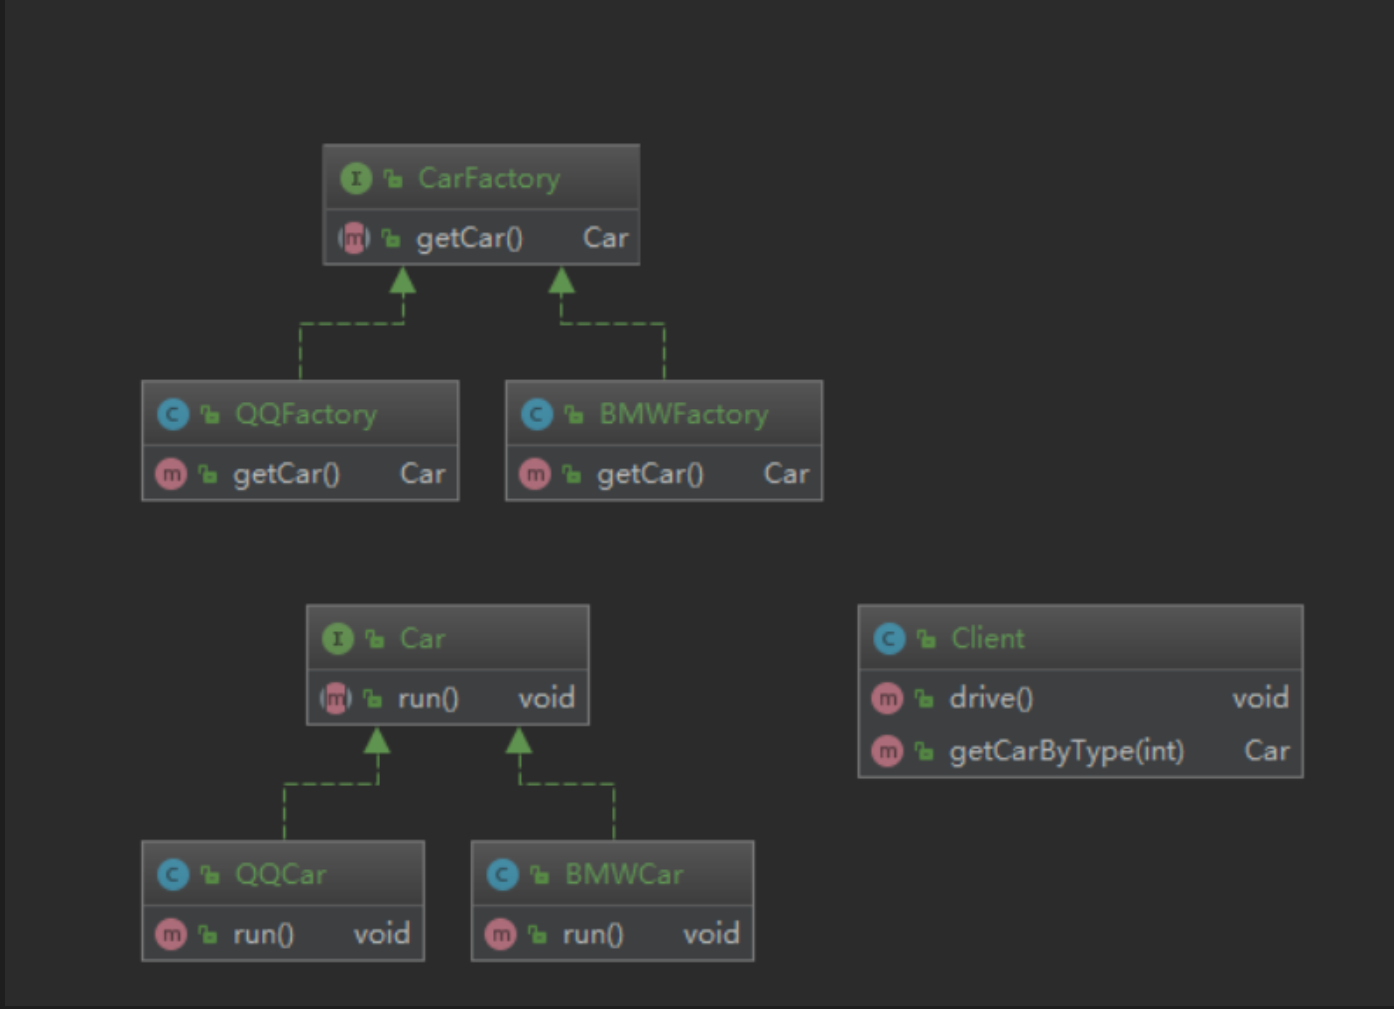 I CarFactory
m getCar() Car
C QQFactory
m getCar() Car
C BMWFactory
m getCar() Car
I Car
m run() void
C Client
m drive() void
m getCarByType(int) Car
C QQCar
m run() void
C BMWCar
m run() void